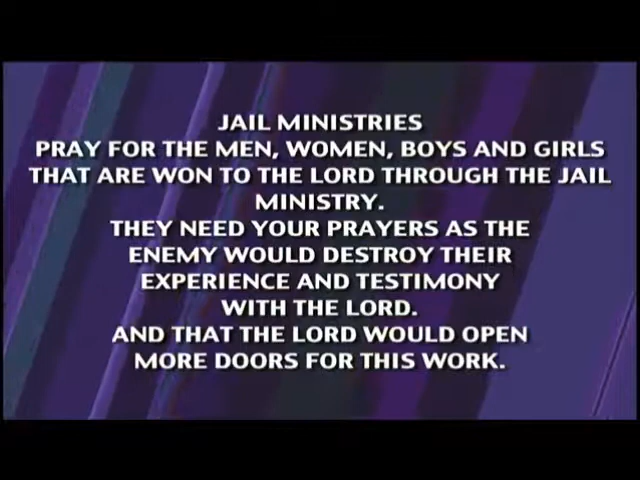 JAIL MINISTRIES
PRAY FOR THE MEN, WOMEN, BOYS AND GIRLS
THAT ARE WON TO THE LORD THROUGH THE JAIL
MINISTRY.
THEY NEED YOUR PRAYERS AS THE
ENEMY WOULD DESTROY THEIR
EXPERIENCE AND TESTIMONY
WITH THE LORD.
AND THAT THE LORD WOULD OPEN
MORE DOORS FOR THIS WORK.